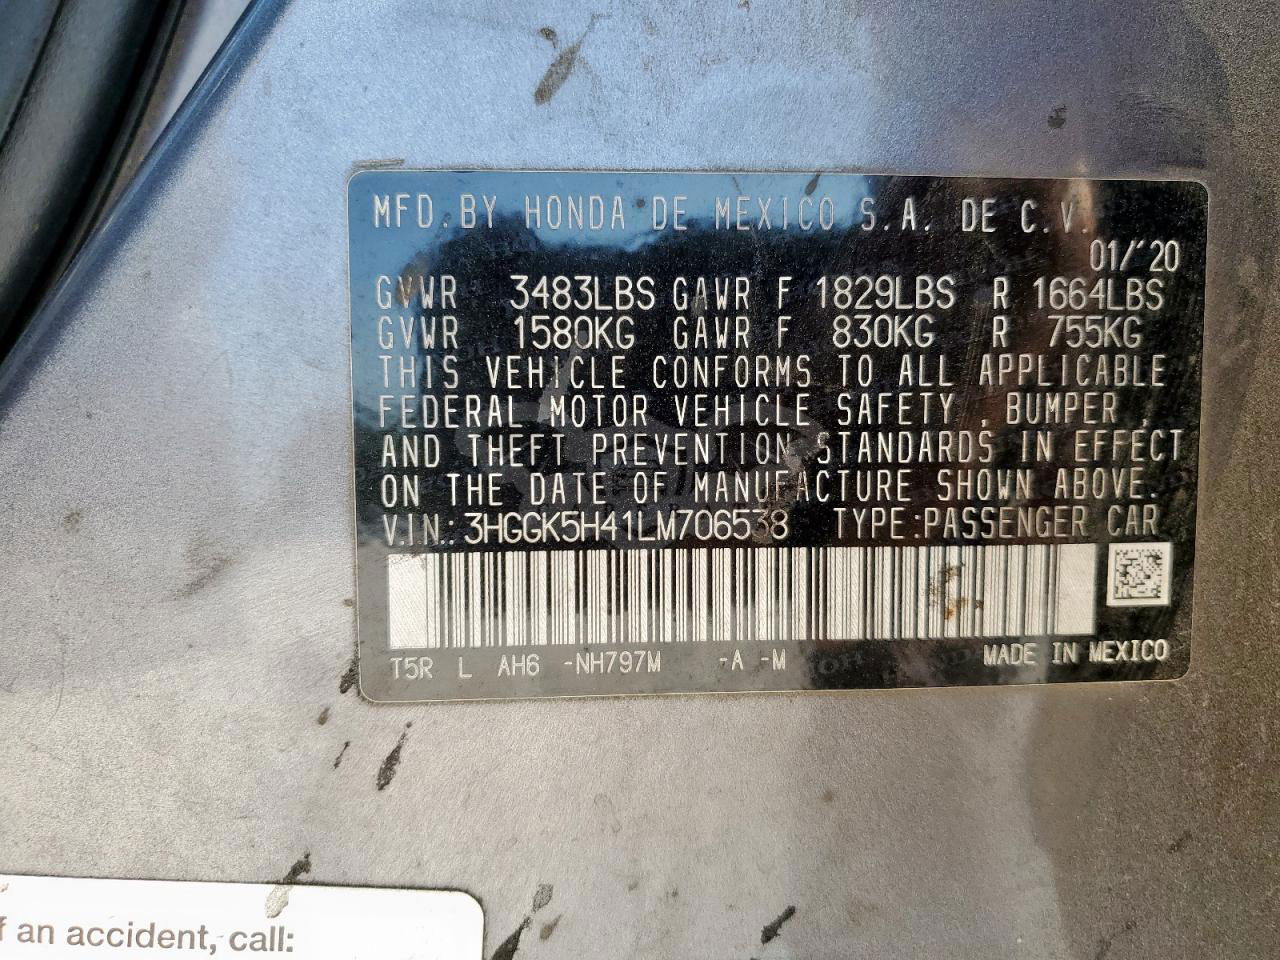 MFD.BY HONDA DE MEXICO S.A. DE C.V.
01/'20
GVWR 3483LBS GAWR F 1829LBS R 1664LBS
GVWR 1580KG GAWR F 830KG R 755KG
THIS VEHICLE CONFORMS TO ALL APPLICABLE
FEDERAL MOTOR VEHICLE SAFETY, BUMPER,
AND THEFT PREVENTION STANDARDS IN EFFECT
ON THE DATE OF MANUFACTURE SHOWN ABOVE.
V.I.N.: 3HGGK5H41LM706538 TYPE:PASSENGER CAR
T5R L AH6 -NH797M -A -M MADE IN MEXICO
f an accident, call: